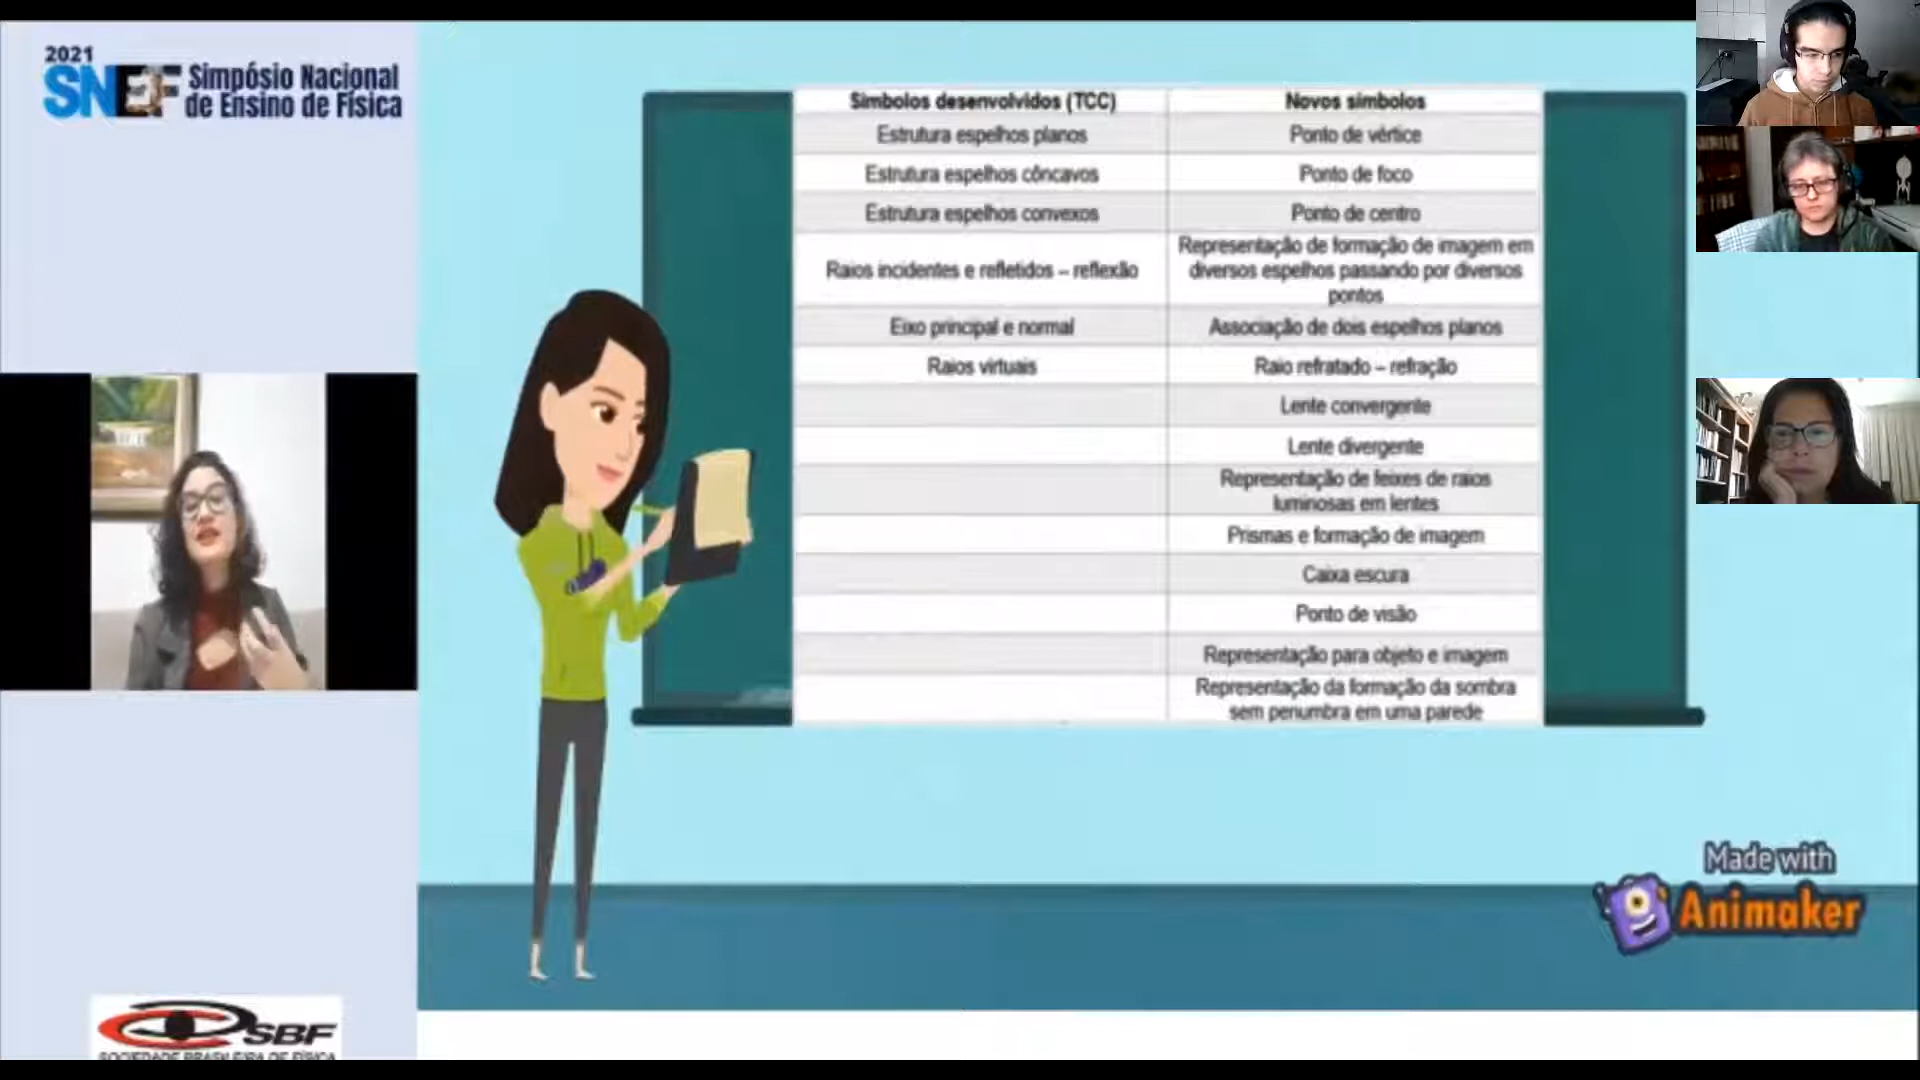 2021
SNEF Simpósio Nacional
de Ensino de Física
Símbolos desenvolvidos (TCC) Novos símbolos
Estrutura espelhos planos Ponto de vértice
Estrutura espelhos côncavos Ponto de foco
Estrutura espelhos convexos Ponto de centro
Raios incidentes e refletidos – reflexão Representação de formação de imagem em
diversos espelhos passando por diversos
pontos
Eixo principal e normal Associação de dois espelhos planos
Raios virtuais Raio refratado – refração
Lente convergente
Lente divergente
Representação de feixes de raios
luminosas em lentes
Prismas e formação de imagem
Caixa escura
Ponto de visão
Representação para objeto e imagem
Representação da formação da sombra
sem penumbra em uma parede
Made with
Animaker
SBF
SOCIEDADE BRASILEIRA DE FÍSICA